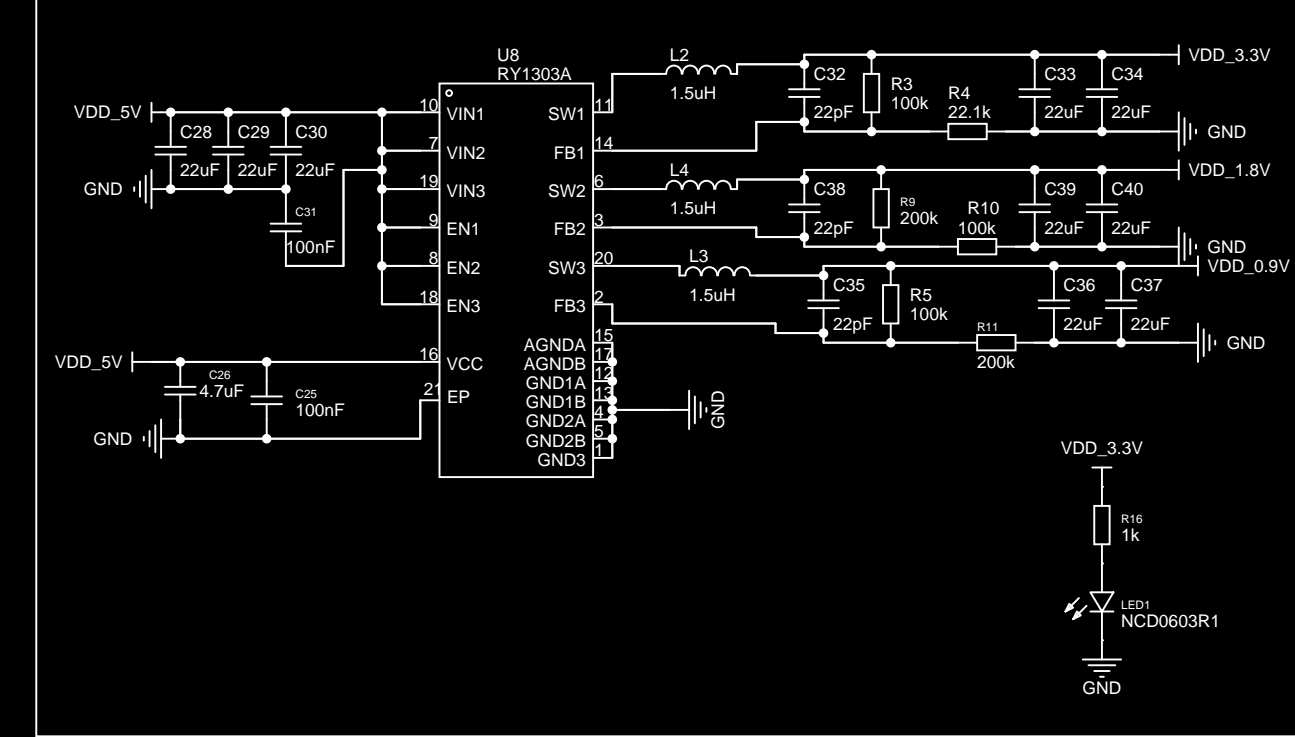 U8
RY1303A
VDD_5V
C28
22uF
C29
22uF
C30
22uF
GND
C31
100nF
10
VIN1
7
VIN2
19
VIN3
9
EN1
8
EN2
18
EN3
16
VCC
21
EP
SW1
11
FB1
14
SW2
6
FB2
3
SW3
20
FB3
2
AGNDA
15
AGNDB
17
GND1A
12
GND1B
13
GND2A
4
GND2B
5
GND3
1
GND
VDD_5V
C26
4.7uF
C25
100nF
GND
L2
1.5uH
C32
22pF
R3
100k
R4
22.1k
C33
22uF
C34
22uF
VDD_3.3V
GND
L4
1.5uH
C38
22pF
R9
200k
R10
100k
C39
22uF
C40
22uF
VDD_1.8V
GND
L3
1.5uH
C35
22pF
R5
100k
R11
200k
C36
22uF
C37
22uF
VDD_0.9V
GND
VDD_3.3V
R16
1k
LED1
NCD0603R1
GND